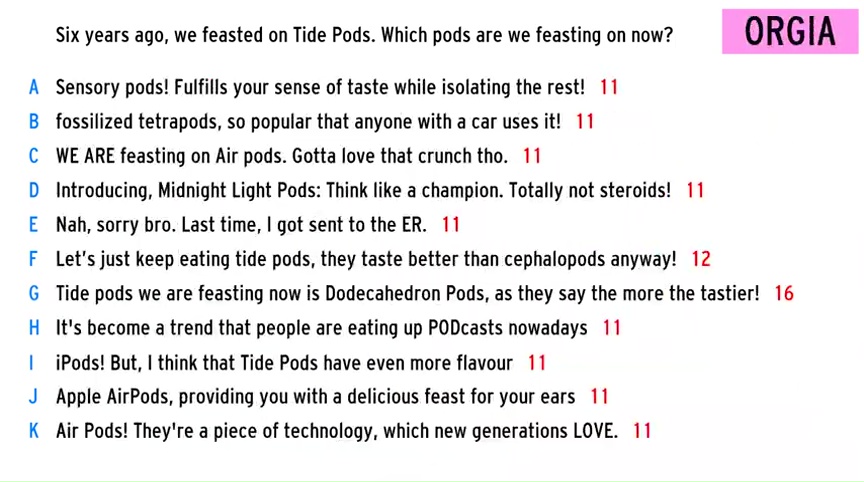 Six years ago, we feasted on Tide Pods. Which pods are we feasting on now?
ORGIA
A Sensory pods! Fulfills your sense of taste while isolating the rest! 11
B fossilized tetrapods, so popular that anyone with a car uses it! 11
C WE ARE feasting on Air pods. Gotta love that crunch tho. 11
D Introducing, Midnight Light Pods: Think like a champion. Totally not steroids! 11
E Nah, sorry bro. Last time, I got sent to the ER. 11
F Let's just keep eating tide pods, they taste better than cephalopods anyway! 12
G Tide pods we are feasting now is Dodecahedron Pods, as they say the more the tastier! 16
H It's become a trend that people are eating up PODcasts nowadays 11
I iPods! But, I think that Tide Pods have even more flavour 11
J Apple AirPods, providing you with a delicious feast for your ears 11
K Air Pods! They're a piece of technology, which new generations LOVE. 11